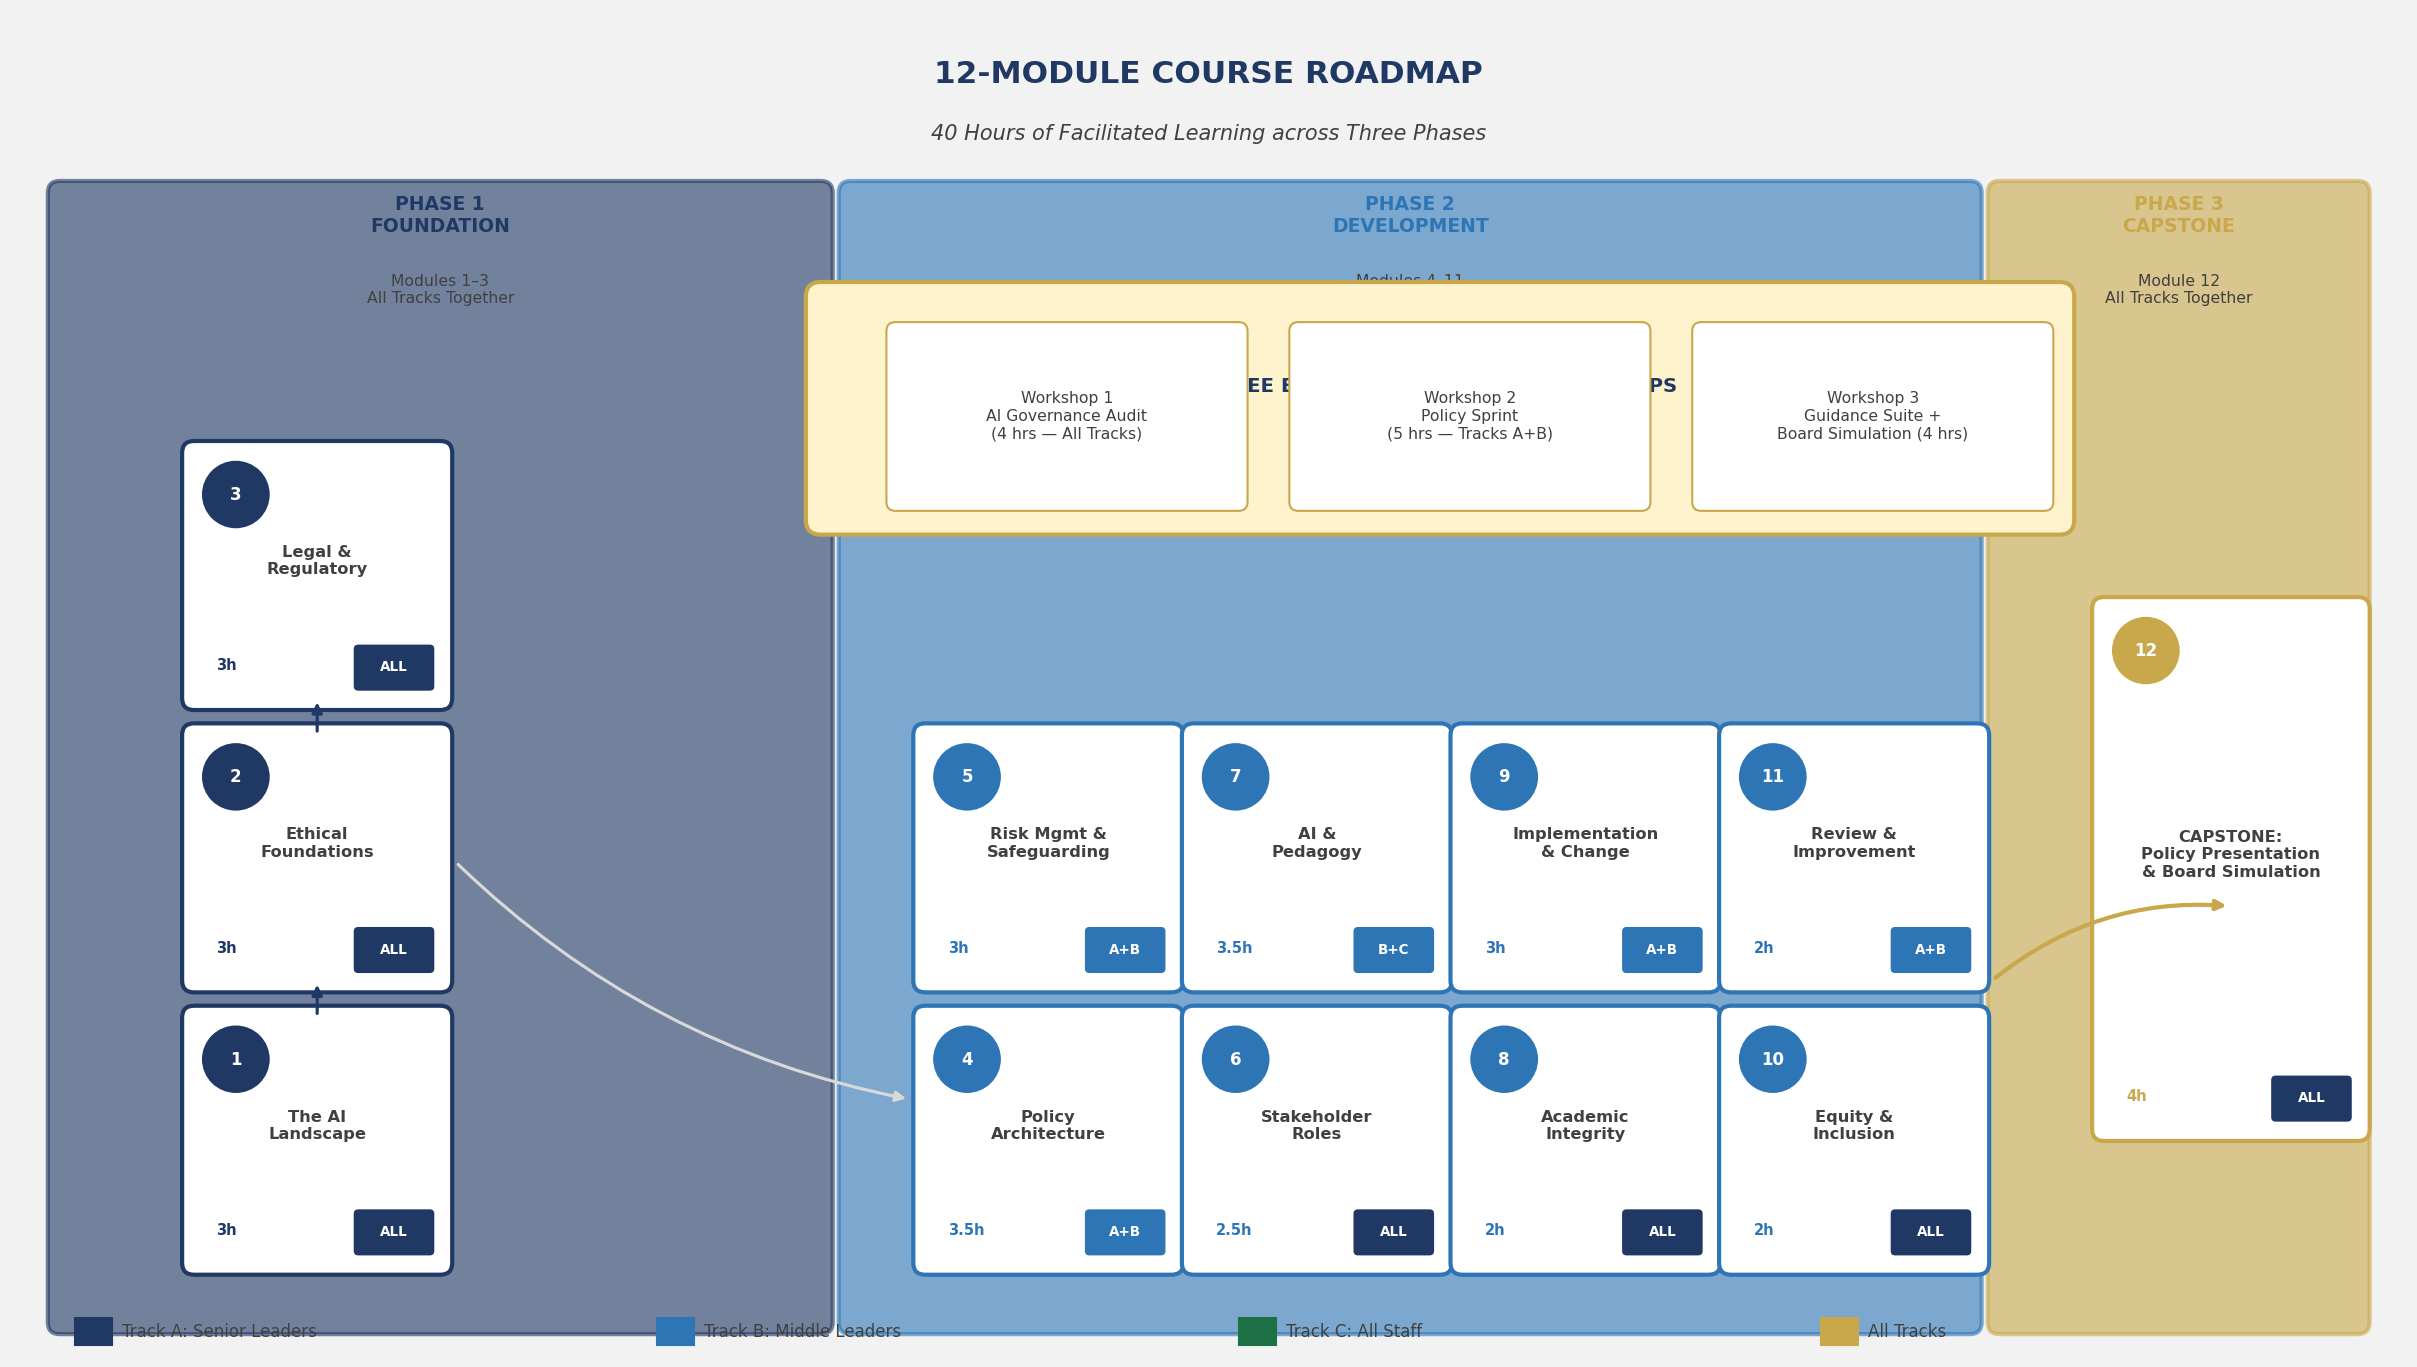 12-MODULE COURSE ROADMAP
40 Hours of Facilitated Learning across Three Phases
PHASE 1
FOUNDATION
Modules 1–3
All Tracks Together
3
Legal &
Regulatory
3h
ALL
2
Ethical
Foundations
3h
ALL
1
The AI
Landscape
3h
ALL
PHASE 2
DEVELOPMENT
Workshop 1
AI Governance Audit
(4 hrs — All Tracks)
Workshop 2
Policy Sprint
(5 hrs — Tracks A+B)
Workshop 3
Guidance Suite +
Board Simulation (4 hrs)
5
Risk Mgmt &
Safeguarding
3h
A+B
7
AI &
Pedagogy
3.5h
B+C
9
Implementation
& Change
3h
A+B
11
Review &
Improvement
2h
A+B
4
Policy
Architecture
3.5h
A+B
6
Stakeholder
Roles
2.5h
ALL
8
Academic
Integrity
2h
ALL
10
Equity &
Inclusion
2h
ALL
PHASE 3
CAPSTONE
Module 12
All Tracks Together
12
CAPSTONE:
Policy Presentation
& Board Simulation
4h
ALL
Track A: Senior Leaders
Track B: Middle Leaders
Track C: All Staff
All Tracks